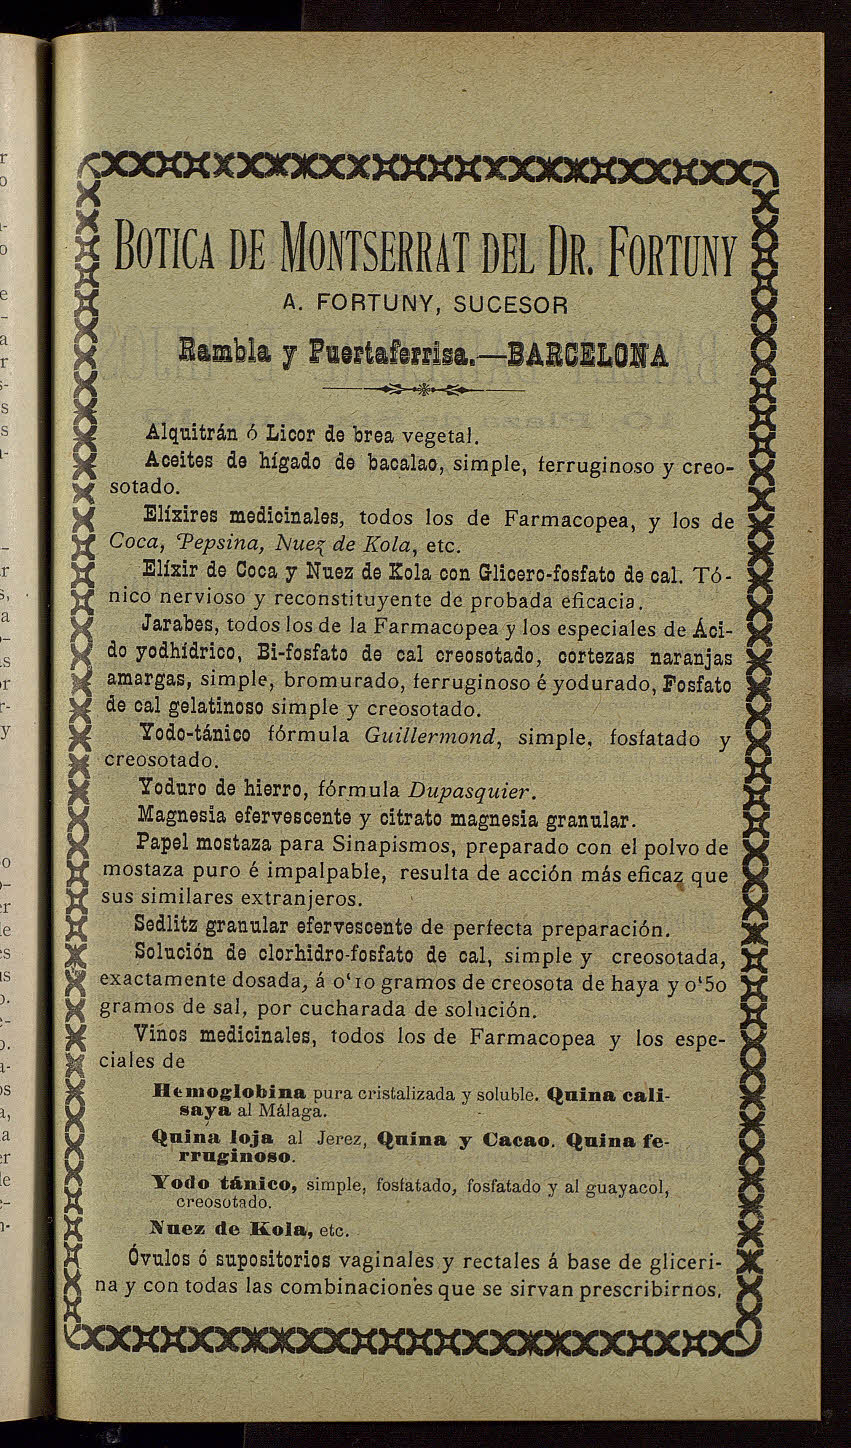 BOTICA DE MONTSERRAT DEL DR. FORTUNY
A. FORTUNY, SUCESOR
Rambla y Puertaferrisa.—BARCELONA
Alquitrán ó Licor de brea vegetal.
Aceites de hígado de bacalao, simple, ferruginoso y creo-
sotado.
Elíxires medicinales, todos los de Farmacopea, y los de
Coca, Pepsina, Nuez de Kola, etc.
Elíxir de Coca y Nuez de Kola con Glicero-fosfato de cal. Tó-
nico nervioso y reconstituyente de probada eficacia.
Jarabes, todos los de la Farmacopea y los especiales de Áci-
do yodhídrico, Bi-fosfato de cal creosotado, cortezas naranjas
amargas, simple, bromurado, ferruginoso é yodurado, Fosfato
de cal gelatinoso simple y creosotado.
Yodo-tánico fórmula Guillermond, simple, fosfatado y
creosotado.
Yoduro de hierro, fórmula Dupasquier.
Magnesia efervescente y citrato magnesia granular.
Papel mostaza para Sinapismos, preparado con el polvo de
mostaza puro é impalpable, resulta de acción más eficaz que
sus similares extranjeros.
Sedlitz granular efervescente de perfecta preparación.
Solución de clorhidro-fosfato de cal, simple y creosotada,
exactamente dosada, á 0‘10 gramos de creosota de haya y 0‘50
gramos de sal, por cucharada de solución.
Vinos medicinales, todos los de Farmacopea y los espe-
ciales de
Hemoglobina pura cristalizada y soluble. Quina cali-
saya al Málaga.
Quina loja al Jerez, Quina y Cacao. Quina fe-
rruginoso.
Yodo tánico, simple, fosfatado, fosfatado y al guayacol,
creosotado.
Nuez de Kola, etc.
Óvulos ó supositorios vaginales y rectales á base de gliceri-
na y con todas las combinaciones que se sirvan prescribirnos.